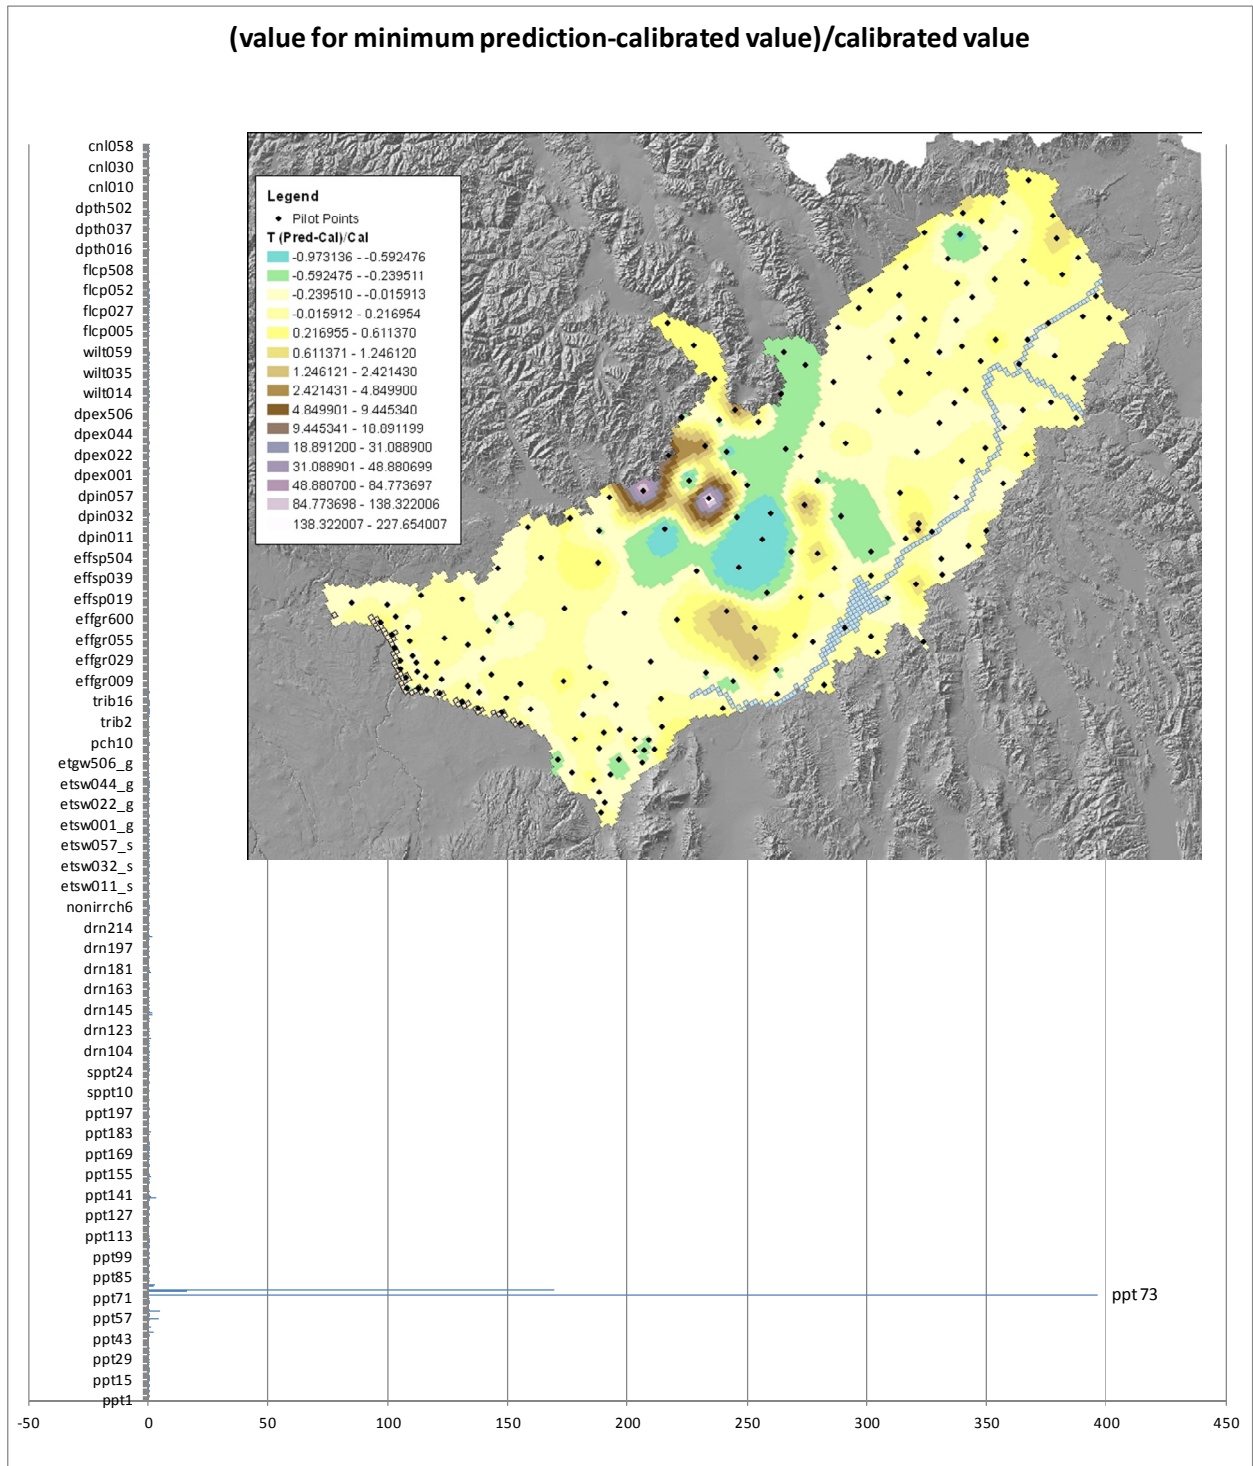 (value for minimum prediction-calibrated value)/calibrated value
cnl058
cnl030
cnl010
dpth502
dpth037
dpth016
flcp508
flcp052
flcp027
flcp005
wilt059
wilt035
wilt014
dpex506
dpex044
dpex022
dpex001
dpin057
dpin032
dpin011
effsp504
effsp039
effsp019
effgr600
effgr055
effgr029
effgr009
trib16
trib2
pch10
etgw506_g
etsw044_g
etsw022_g
etsw001_g
etsw057_s
etsw032_s
etsw011_s
nonirrch6
drn214
drn197
drn181
drn163
drn145
drn123
drn104
sppt24
sppt10
ppt197
ppt183
ppt169
ppt155
ppt141
ppt127
ppt113
ppt99
ppt85
ppt71
ppt57
ppt43
ppt29
ppt15
ppt1
Legend
Pilot Points
T (Pred-Cal)/Cal
-0.973136 - -0.592476
-0.592475 - -0.239511
-0.239510 - -0.015913
-0.015912 - 0.216954
0.216955 - 0.611370
0.611371 - 1.246120
1.246121 - 2.421430
2.421431 - 4.849900
4.849901 - 9.445340
9.445341 - 10.891199
18.891200 - 31.088900
31.088901 - 48.880699
48.880700 - 84.773697
84.773698 - 138.322006
138.322007 - 227.654007
ppt 73
-50 0 50 100 150 200 250 300 350 400 450